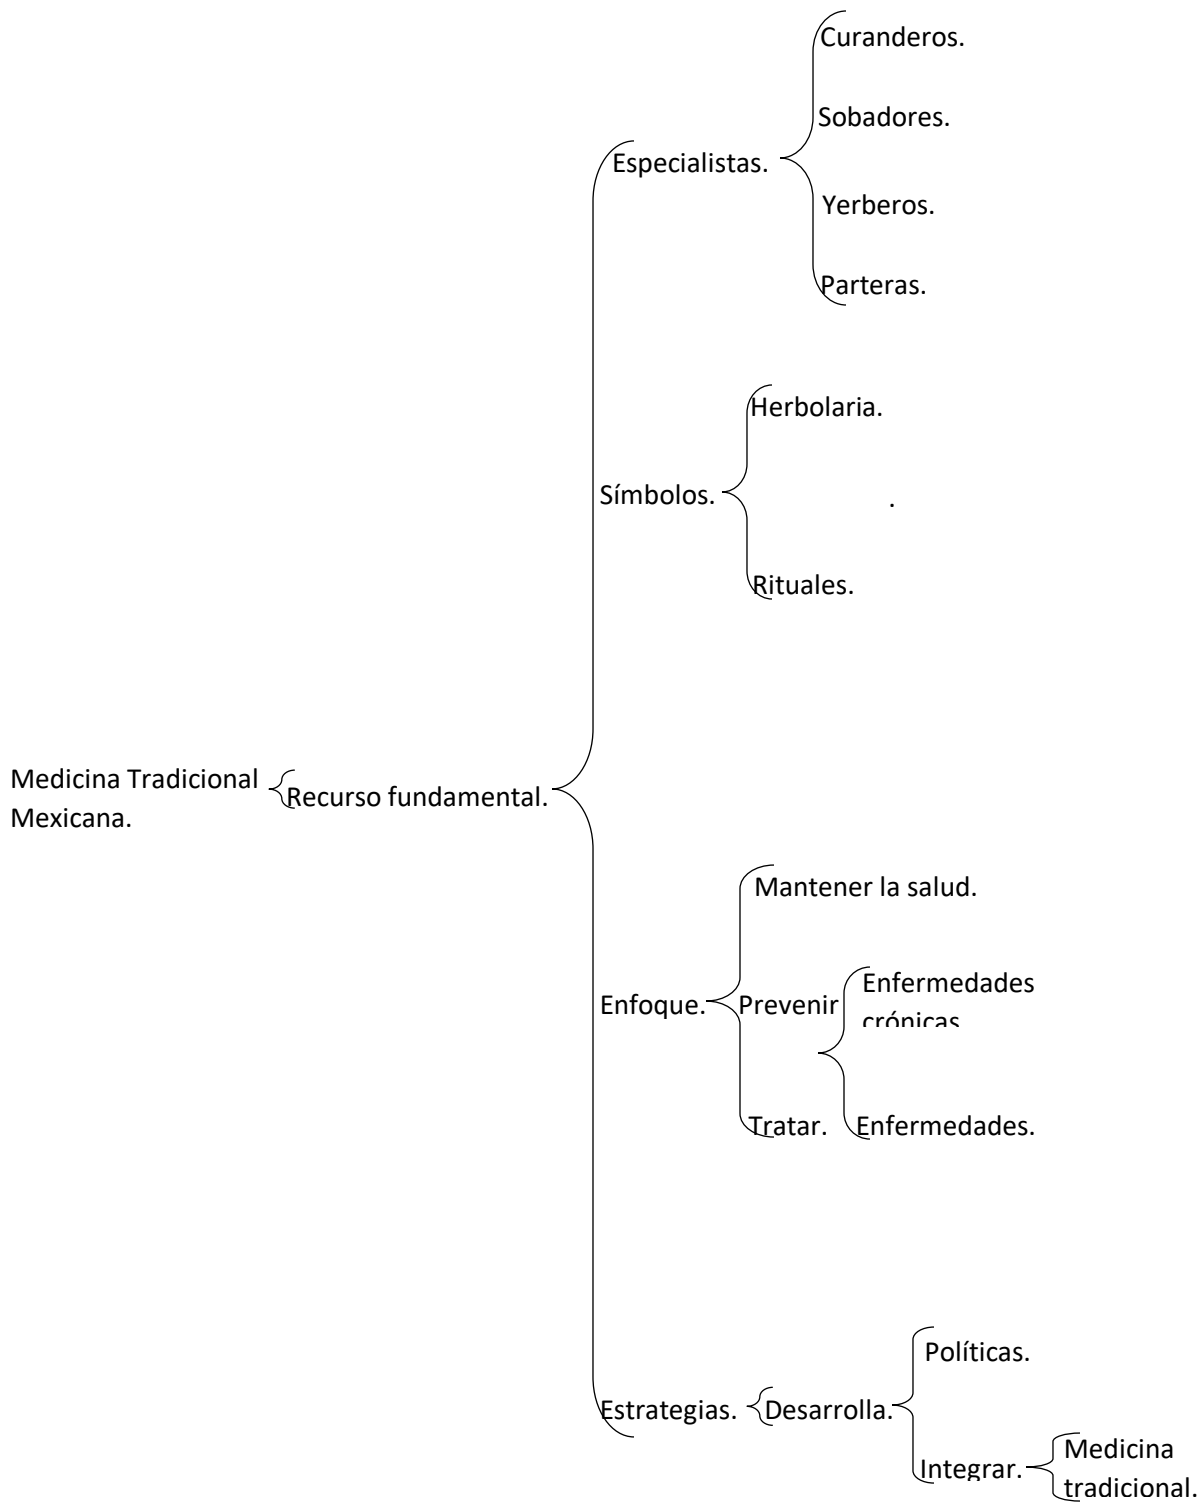 Curanderos.
Sobadores.
Especialistas.
Yerberos.
Parteras.
Herbolaria.
Símbolos.
.
Rituales.
Medicina Tradicional
Mexicana.
Recurso fundamental.
Mantener la salud.
Enfoque.
Prevenir
Enfermedades
crónicas
Tratar.
Enfermedades.
Políticas.
Estrategias.
Desarrolla.
Integrar.
Medicina
tradicional.